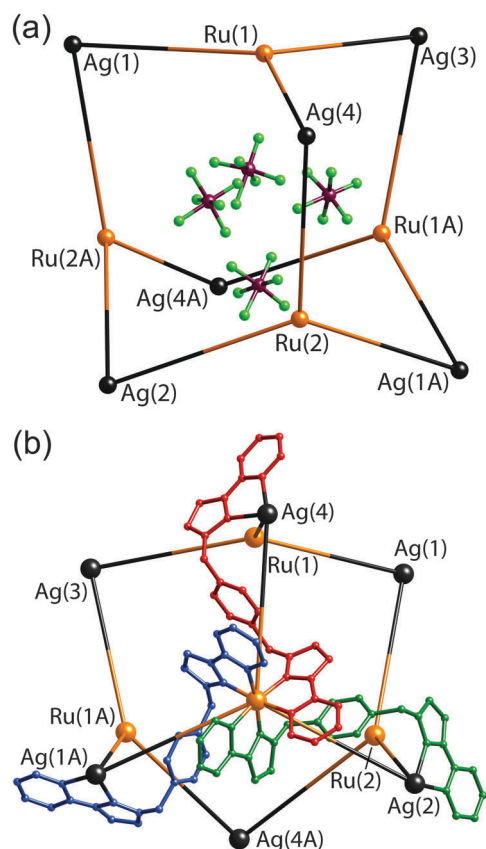 (a)
Ru(1)
Ag(1)
Ag(3)
Ag(4)
Ru(2A)
Ru(1A)
Ag(4A)
Ru(2)
Ag(2)
Ag(1A)
(b)
Ag(4)
Ru(1)
Ag(3)
Ag(1)
Ru(1A)
Ag(1A)
Ru(2)
Ag(2)
Ag(4A)